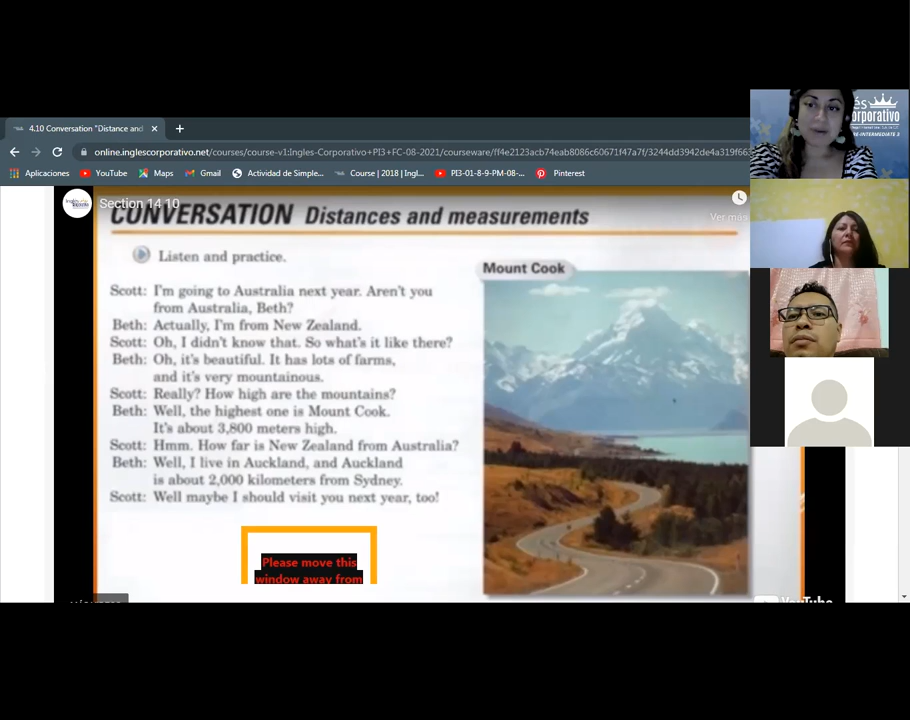 4.10 Conversation "Distance and
online.inglescorporativo.net/courses/course-v1:Ingles-Corporativo+PI3+FC-08-2021/courseware/ff4e2123acb74eab8086c60671f47a7f/3244dd3942de4a319f66
Aplicaciones
YouTube
Maps
Gmail
Actividad de Simple...
Course | 2018 | Ingl...
PI3-01-8-9-PM-08-...
Pinterest
Section 14 10
CONVERSATION Distances and measurements
Ver más
Listen and practice.
Mount Cook
Scott: I'm going to Australia next year. Aren't you
from Australia, Beth?
Beth: Actually, I'm from New Zealand.
Scott: Oh, I didn't know that. So what's it like there?
Beth: Oh, it's beautiful. It has lots of farms,
and it's very mountainous.
Scott: Really? How high are the mountains?
Beth: Well, the highest one is Mount Cook.
It's about 3,800 meters high.
Scott: Hmm. How far is New Zealand from Australia?
Beth: Well, I live in Auckland, and Auckland
is about 2,000 kilometers from Sydney.
Scott: Well maybe I should visit you next year, too!
Please move this
window away from
YouTube